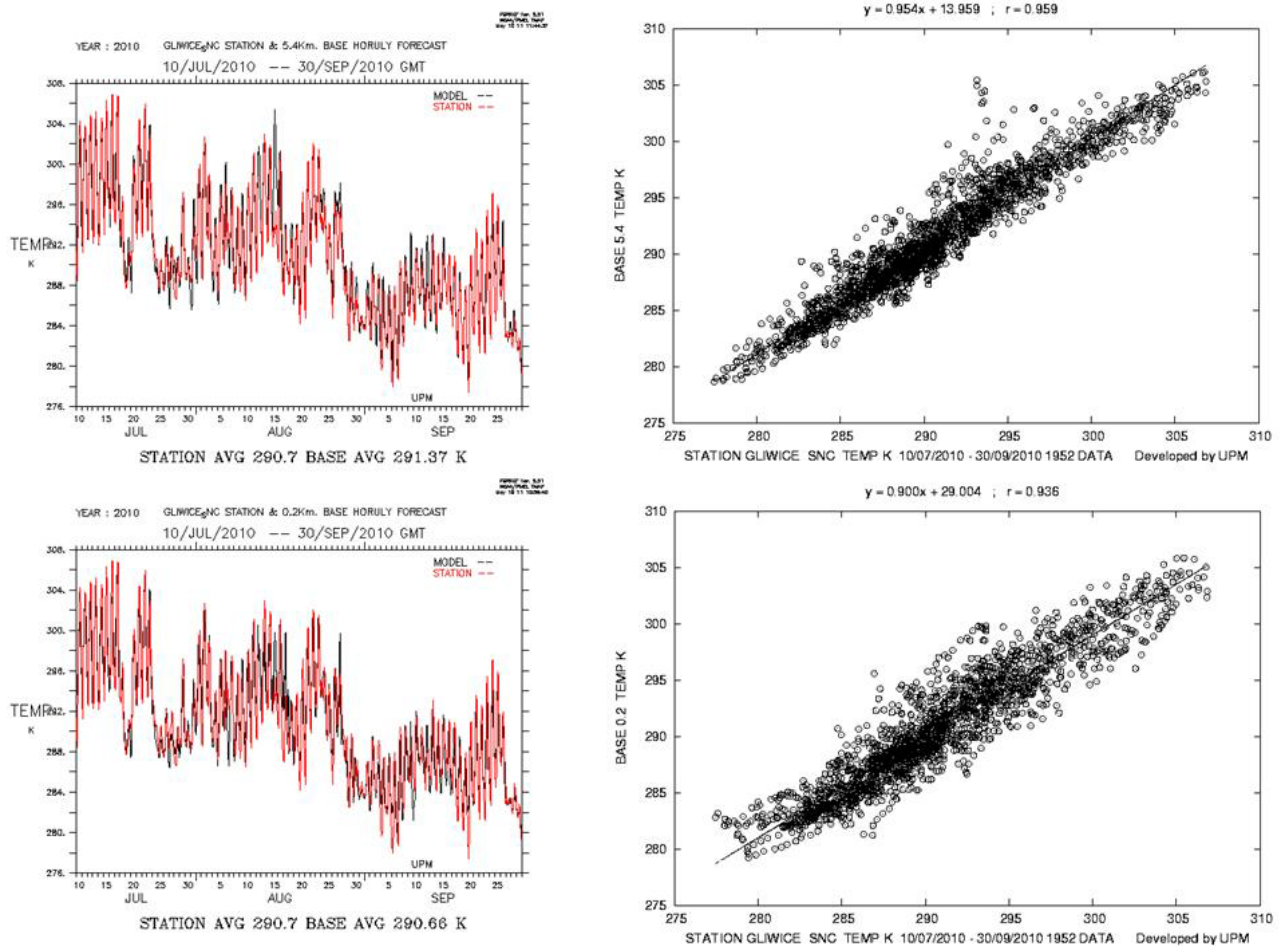 YEAR : 2010 GLIWICE_SNC STATION & 5.4Km. BASE HORULY FORECAST
10/JUL/2010 -- 30/SEP/2010 GMT
308.
MODEL
STATION
304.
300.
296.
TEMP 292.
K
288.
284.
280.
UPM
276.
10 15 20 25 30 5 10 15 20 25 30 5 10 15 20 25
JUL AUG SEP
STATION AVG 290.7 BASE AVG 291.37 K
y = 0.954x + 13.959 ; r = 0.959
310
305
300
BASE 5.4 TEMP K
295
290
285
280
275
275 280 285 290 295 300 305 310
STATION GLIWICE SNC TEMP K 10/07/2010 - 30/09/2010 1952 DATA Developed by UPM
YEAR : 2010 GLIWICE_SNC STATION & 0.2Km. BASE HORULY FORECAST
10/JUL/2010 -- 30/SEP/2010 GMT
308.
MODEL
STATION
304.
300.
296.
TEMP 292.
K
288.
284.
280.
UPM
276.
10 15 20 25 30 5 10 15 20 25 30 5 10 15 20 25
JUL AUG SEP
STATION AVG 290.7 BASE AVG 290.66 K
y = 0.900x + 29.004 ; r = 0.936
310
305
300
BASE 0.2 TEMP K
295
290
285
280
275
275 280 285 290 295 300 305 310
STATION GLIWICE SNC TEMP K 10/07/2010 - 30/09/2010 1952 DATA Developed by UPM